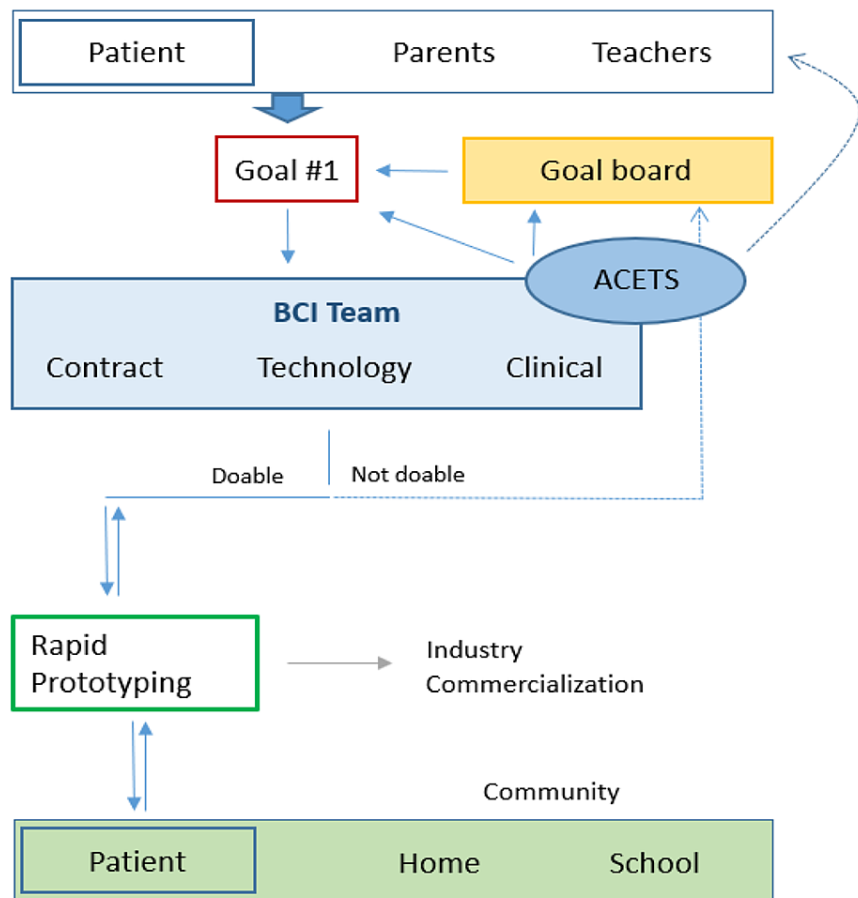 Patient Parents Teachers
Goal #1 Goal board
ACETS
BCI Team
Contract Technology Clinical
Doable Not doable
Rapid
Prototyping
Industry
Commercialization
Community
Patient Home School